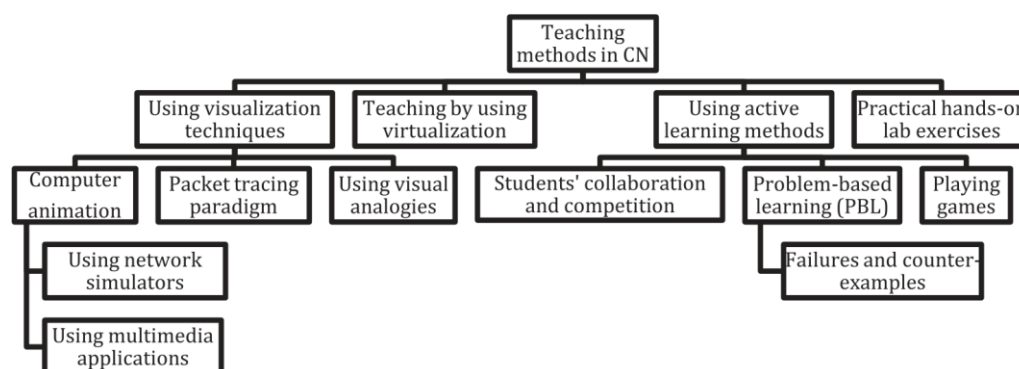 Teaching
methods in CN
Using visualization
techniques
Teaching by using
virtualization
Using active
learning methods
Practical hands-on
lab exercises
Computer
animation
Packet tracing
paradigm
Using visual
analogies
Students' collaboration
and competition
Problem-based
learning (PBL)
Playing
games
Using network
simulators
Failures and counter-
examples
Using multimedia
applications